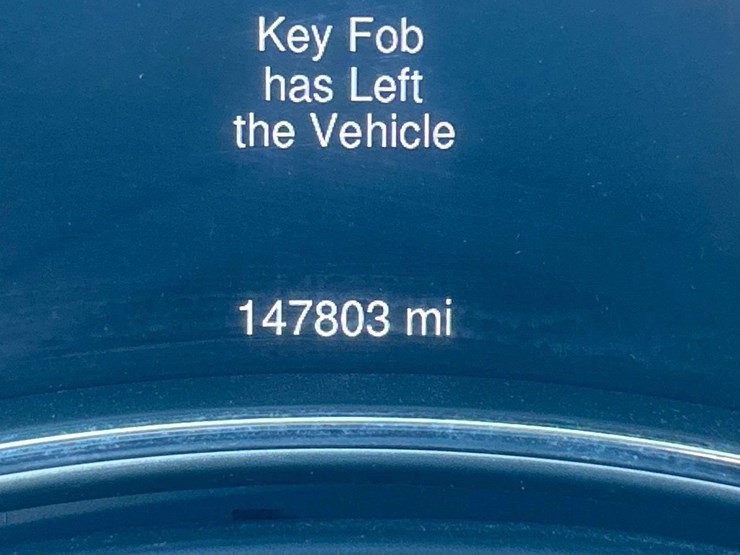 Key Fob
has Left
the Vehicle
147803 mi